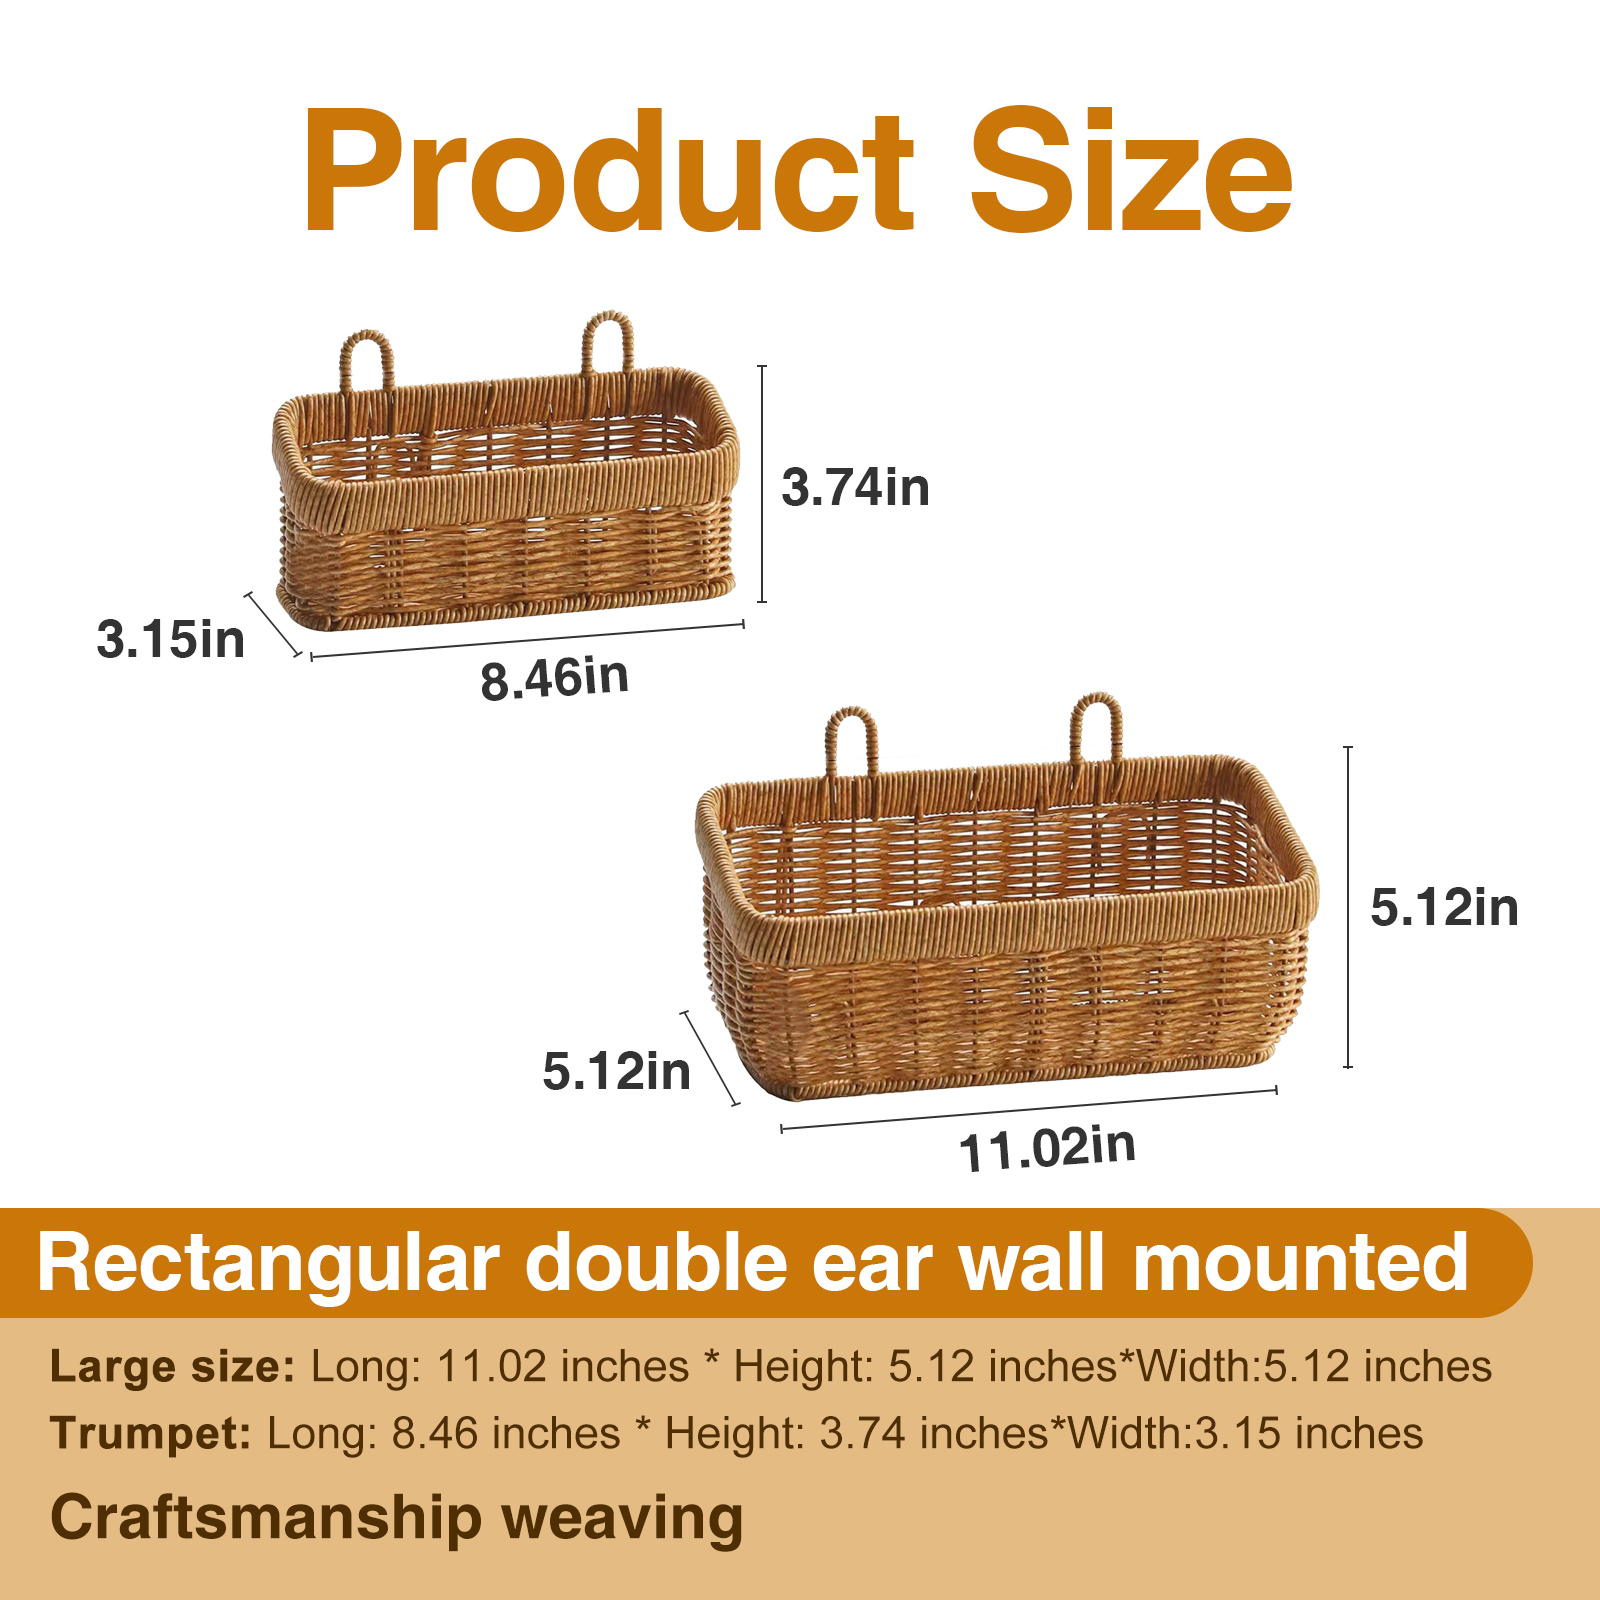 Product Size
3.74in
3.15in
8.46in
5.12in
5.12in
11.02in
Rectangular double ear wall mounted
Large size: Long: 11.02 inches * Height: 5.12 inches*Width:5.12 inches
Trumpet: Long: 8.46 inches * Height: 3.74 inches*Width:3.15 inches
Craftsmanship weaving